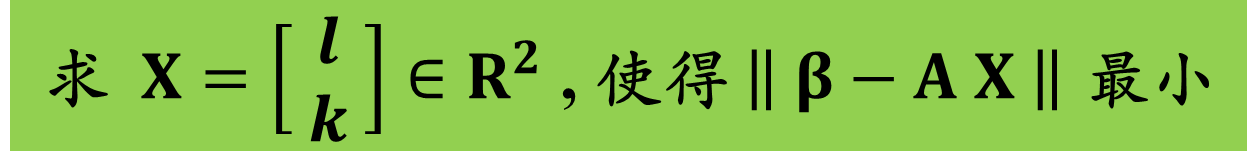 求 X = [ l k ] ∈ R² , 使得 ‖ β − A X ‖ 最小